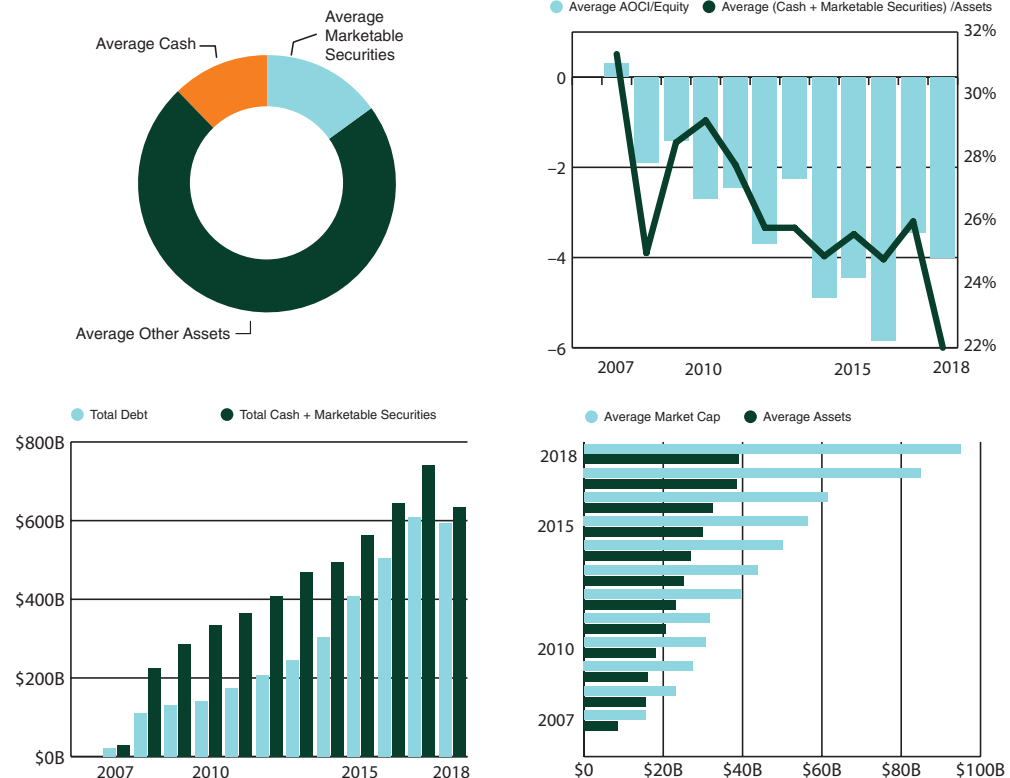 Average Cash
Average
Marketable
Securities
Average Other Assets
Average AOCI/Equity
Average (Cash + Marketable Securities) /Assets
0
−2
−4
−6
32%
30%
28%
26%
24%
22%
2007
2010
2015
2018
Total Debt
Total Cash + Marketable Securities
$800B
$600B
$400B
$200B
$0B
2007
2010
2015
2018
Average Market Cap
Average Assets
2018
2015
2010
2007
$0
$20B
$40B
$60B
$80B
$100B